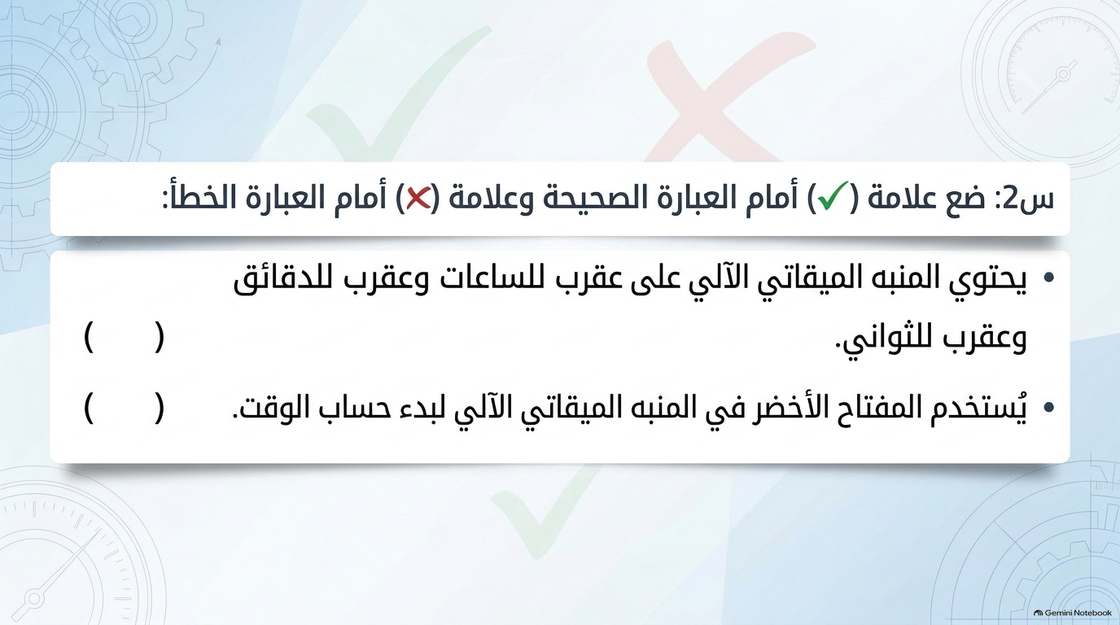 س2: ضع علامة (✓) أمام العبارة الصحيحة وعلامة (✗) أمام العبارة الخطأ:
• يحتوي المنبه الميقاتي الآلي على عقرب للساعات وعقرب للدقائق
وعقرب للثواني. ( )
• يُستخدم المفتاح الأخضر في المنبه الميقاتي الآلي لبدء حساب الوقت. ( )
Gemini Notebook